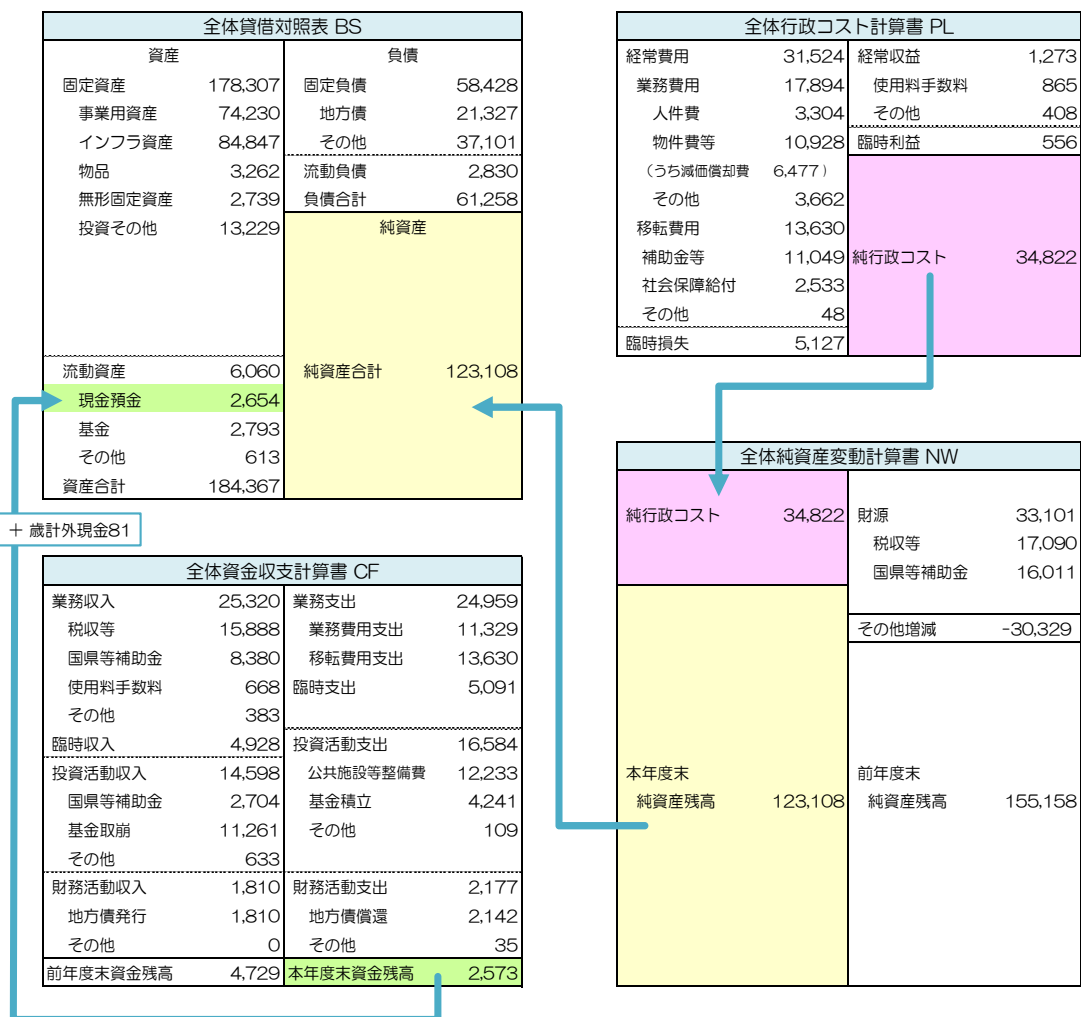 全体貸借対照表 BS
資産 負債
固定資産 178,307 固定負債 58,428
事業用資産 74,230 地方債 21,327
インフラ資産 84,847 その他 37,101
物品 3,262 流動負債 2,830
無形固定資産 2,739 負債合計 61,258
投資その他 13,229 純資産
流動資産 6,060 純資産合計 123,108
現金預金 2,654
基金 2,793
その他 613
資産合計 184,367
+ 歳計外現金81
全体行政コスト計算書 PL
経常費用 31,524 経常収益 1,273
業務費用 17,894 使用料手数料 865
人件費 3,304 その他 408
物件費等 10,928 臨時利益 556
(うち減価償却費 6,477)
その他 3,662
移転費用 13,630
補助金等 11,049 純行政コスト 34,822
社会保障給付 2,533
その他 48
臨時損失 5,127
全体資金収支計算書 CF
業務収入 25,320 業務支出 24,959
税収等 15,888 業務費用支出 11,329
国県等補助金 8,380 移転費用支出 13,630
使用料手数料 668 臨時支出 5,091
その他 383
臨時収入 4,928 投資活動支出 16,584
投資活動収入 14,598 公共施設等整備費 12,233
国県等補助金 2,704 基金積立 4,241
基金取崩 11,261 その他 109
その他 633
財務活動収入 1,810 財務活動支出 2,177
地方債発行 1,810 地方債償還 2,142
その他 0 その他 35
前年度末資金残高 4,729 本年度末資金残高 2,573
全体純資産変動計算書 NW
純行政コスト 34,822 財源 33,101
税収等 17,090
国県等補助金 16,011
その他増減 -30,329
本年度末 前年度末
純資産残高 123,108 純資産残高 155,158